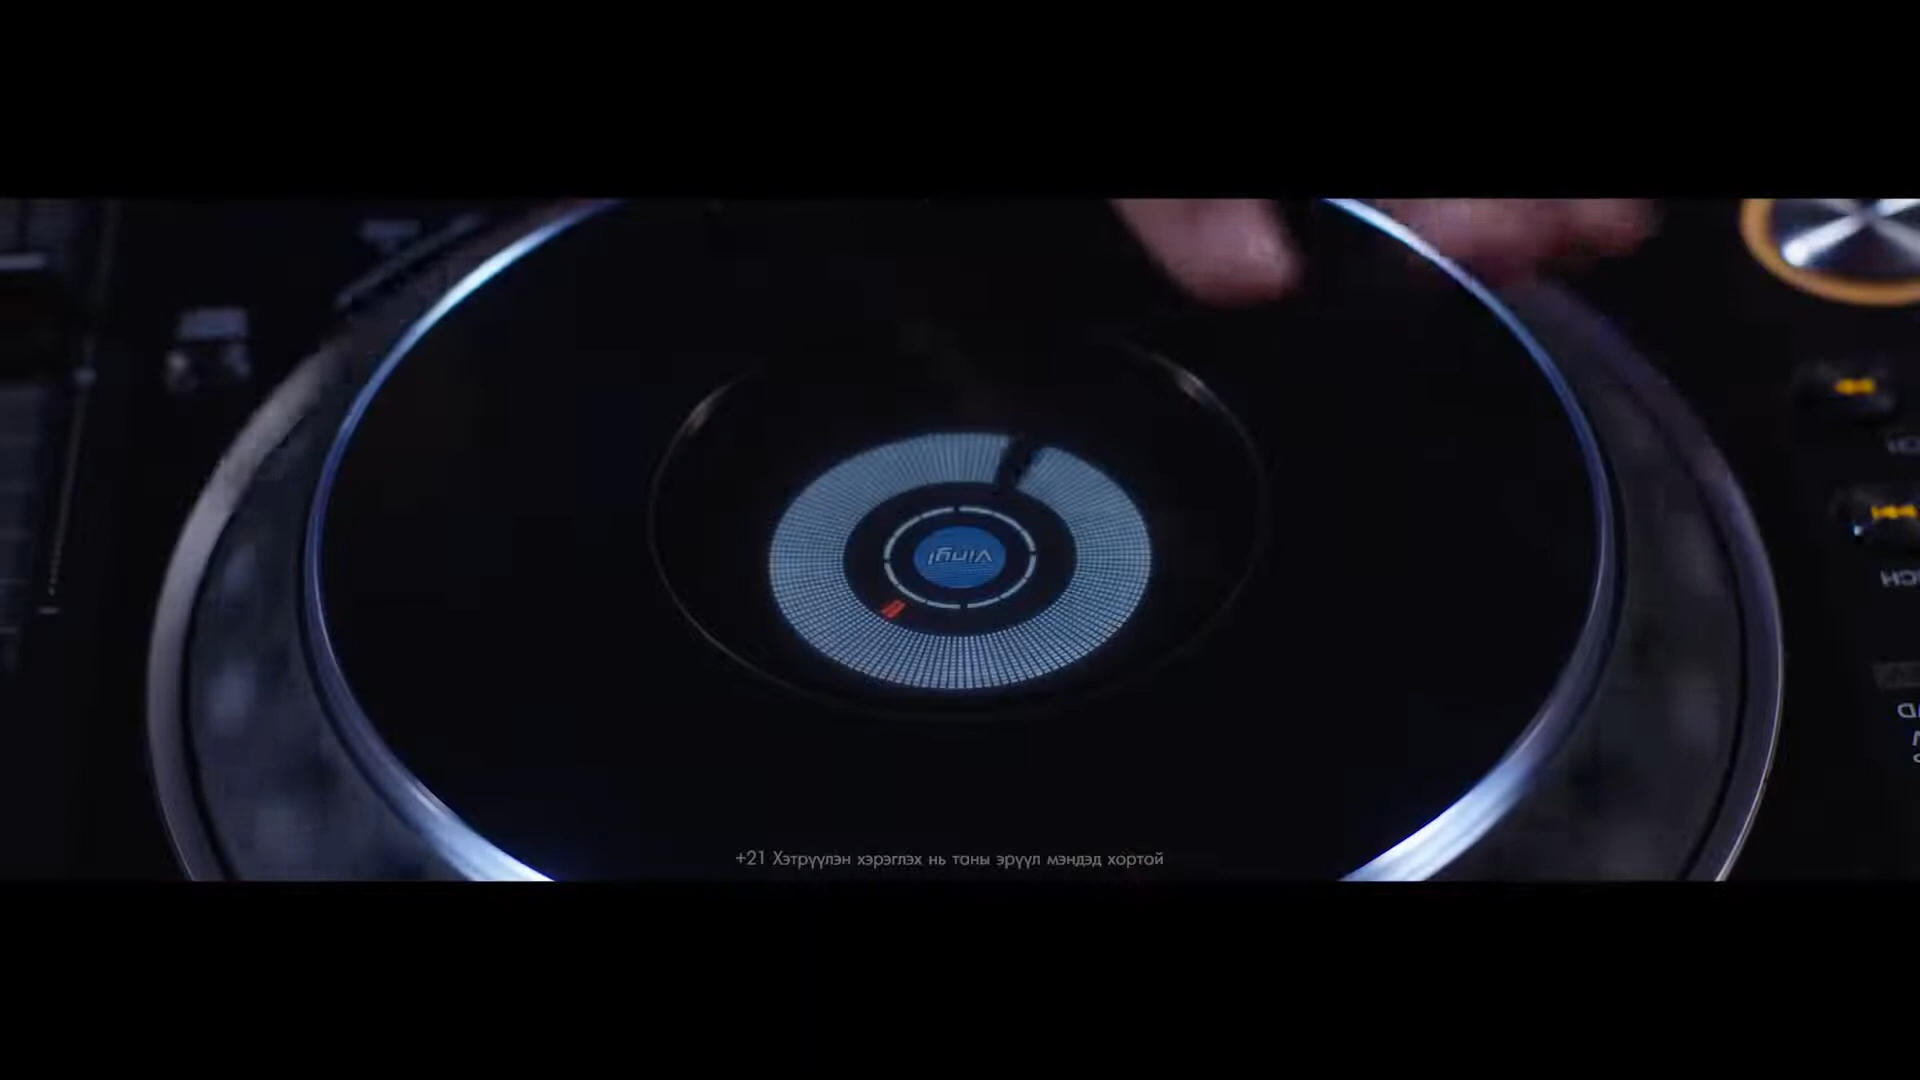 Vinyl
+21 Хэтрүүлэн хэрэглэх нь таны эрүүл мэндэд хортой